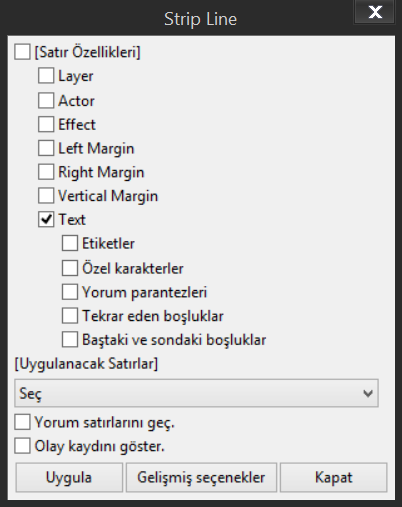 Strip Line
X
[Satır Özellikleri]
Layer
Actor
Effect
Left Margin
Right Margin
Vertical Margin
Text
Etiketler
Özel karakterler
Yorum parantezleri
Tekrar eden boşluklar
Baştaki ve sondaki boşluklar
[Uygulanacak Satırlar]
Seç
Yorum satırlarını geç.
Olay kaydını göster.
Uygula Gelişmiş seçenekler Kapat